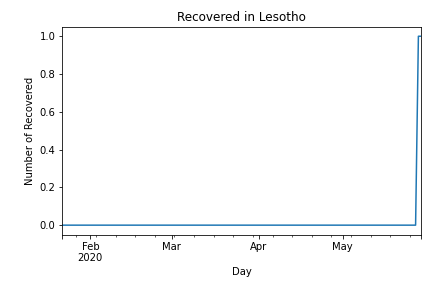 Recovered in Lesotho
Number of Recovered
1.0
0.8
0.6
0.4
0.2
0.0
Feb
2020
Mar
Apr
May
Day